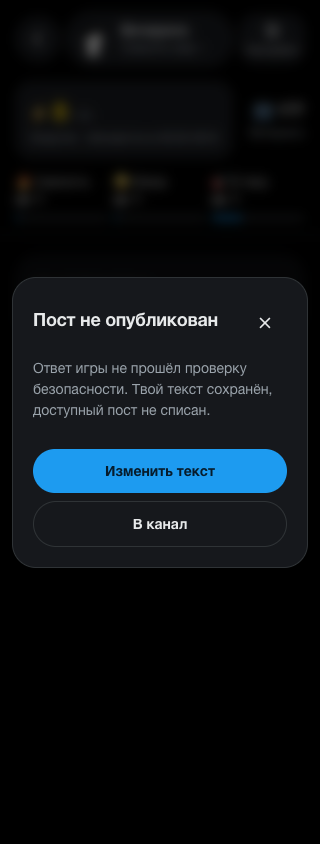 Пост не опубликован
Ответ игры не прошёл проверку
безопасности. Твой текст сохранён,
доступный пост не списан.
Изменить текст
В канал